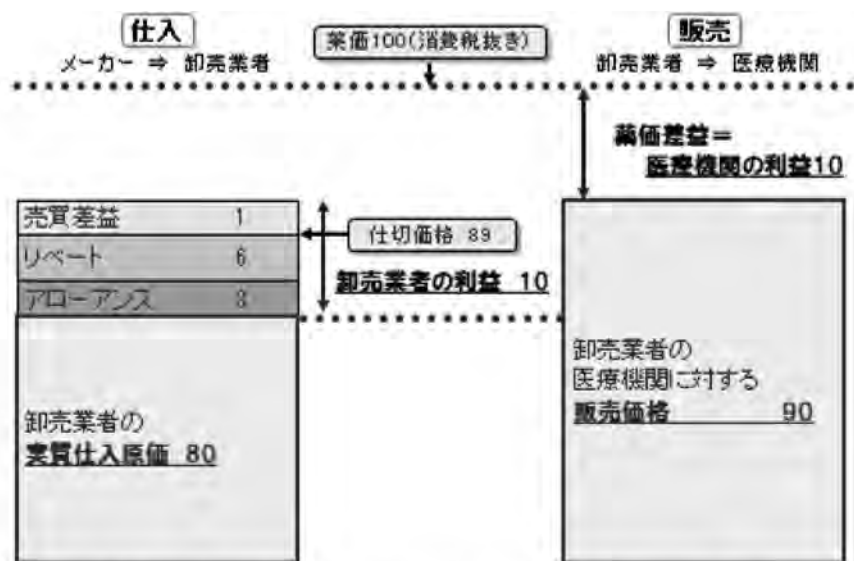 仕入
メーカー ⇒ 卸売業者
薬価100(消費税抜き)
販売
卸売業者 ⇒ 医療機関
薬価差益＝
医療機関の利益10
売買差益 1
リベート 6
アローアンス 3
仕切価格 89
卸売業者の利益 10
卸売業者の
実質仕入原価 80
卸売業者の
医療機関に対する
販売価格 90